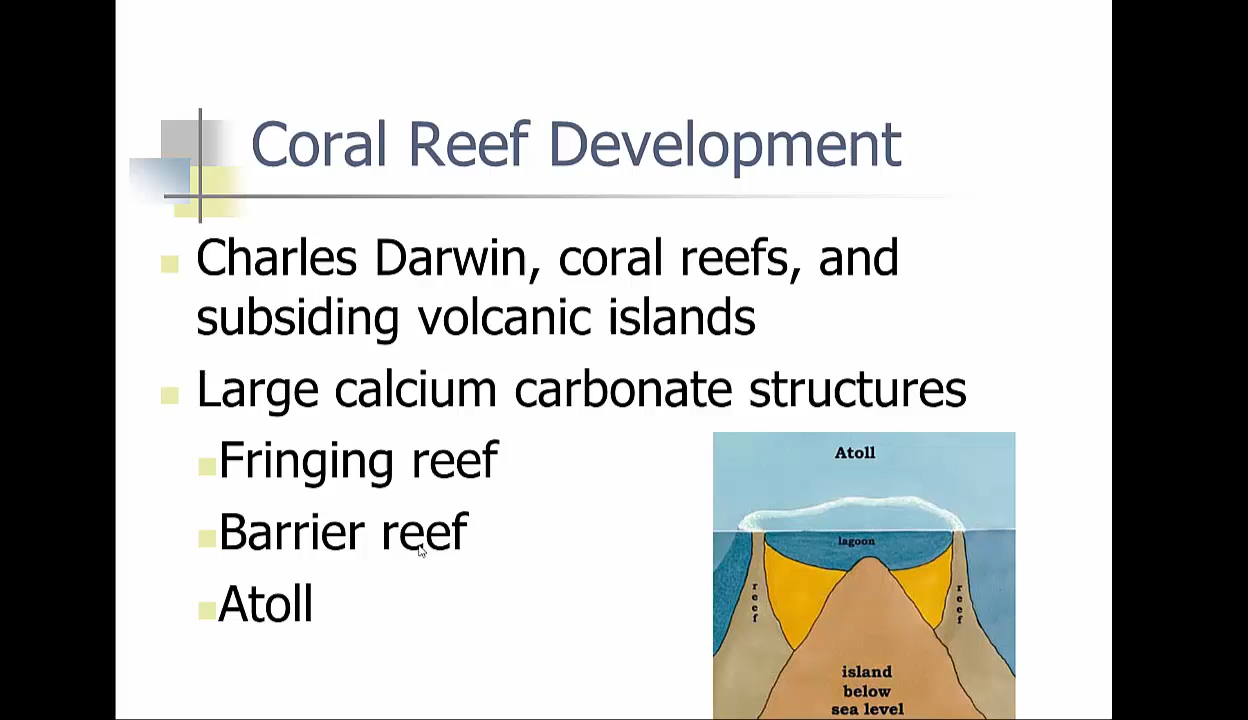 Coral Reef Development
Charles Darwin, coral reefs, and
subsiding volcanic islands
Large calcium carbonate structures
Fringing reef
Barrier reef
Atoll
Atoll
lagoon
reef
reef
island
below
sea level